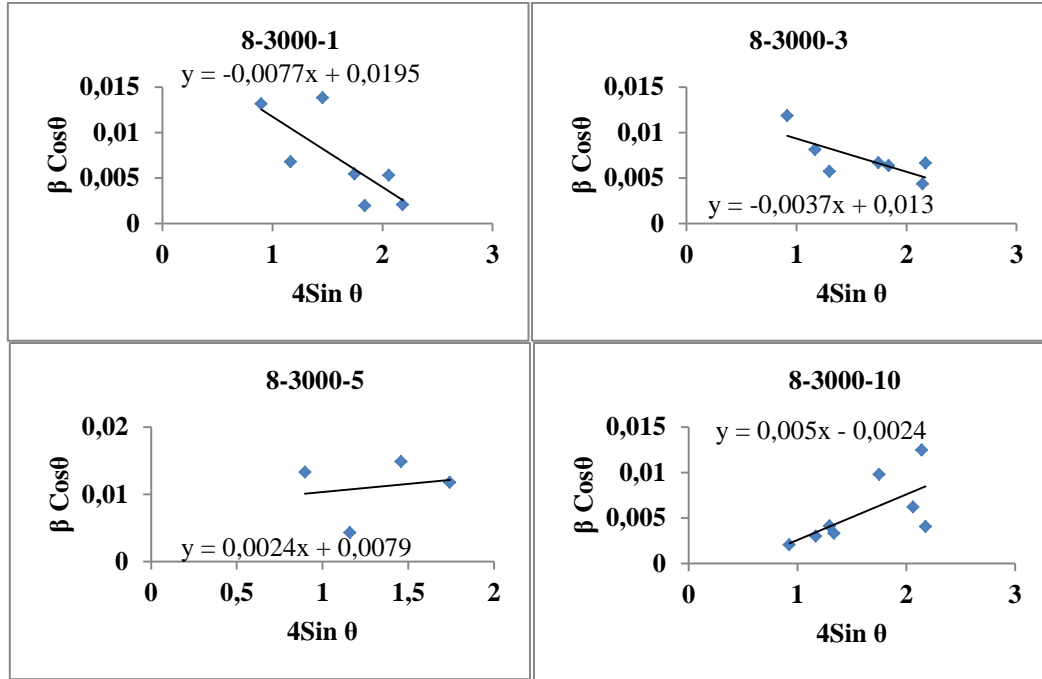 8-3000-1
y = -0,0077x + 0,0195
0,015
0,01
0,005
0
0 1 2 3
β Cosθ
4Sin θ
8-3000-3
0,015
0,01
0,005
0
y = -0,0037x + 0,013
0 1 2 3
β Cosθ
4Sin θ
8-3000-5
0,02
0,01
0
y = 0,0024x + 0,0079
0 0,5 1 1,5 2
β Cosθ
4Sin θ
8-3000-10
0,015
y = 0,005x - 0,0024
0,01
0,005
0
0 1 2 3
β Cosθ
4Sin θ